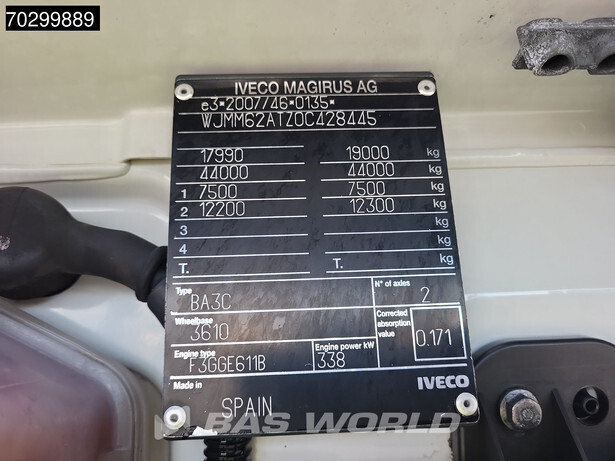 70299889
IVECO MAGIRUS AG
e3*2007/46*0135*
WJMM62ATZ0C428445
17990 19000 kg
44000 44000 kg
1 7500 7500 kg
2 12200 12300 kg
3 kg
4 kg
T. T. kg
Type BA3C N° of axles 2
Wheelbase 3610 Corrected absorption value 0.171
Engine type F3GGE611B Engine power kW 338
Made in SPAIN IVECO
BAS WORLD